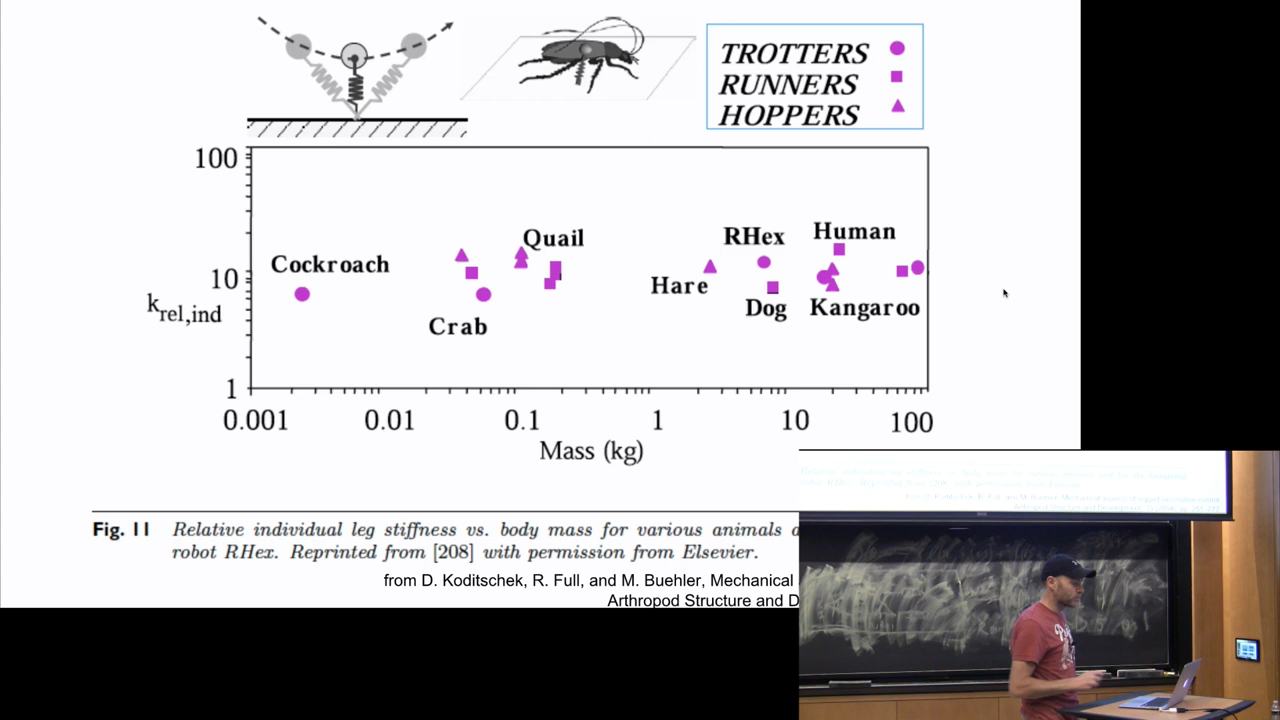 TROTTERS
RUNNERS
HOPPERS
100
10
1
k rel,ind
Cockroach
Crab
Quail
Hare
RHex
Dog
Human
Kangaroo
0.001 0.01 0.1 1 10 100
Mass (kg)
Fig. 11 Relative individual leg stiffness vs. body mass for various animals a
robot RHex. Reprinted from [208] with permission from Elsevier.
from D. Koditschek, R. Full, and M. Buehler, Mechanical
Arthropod Structure and D